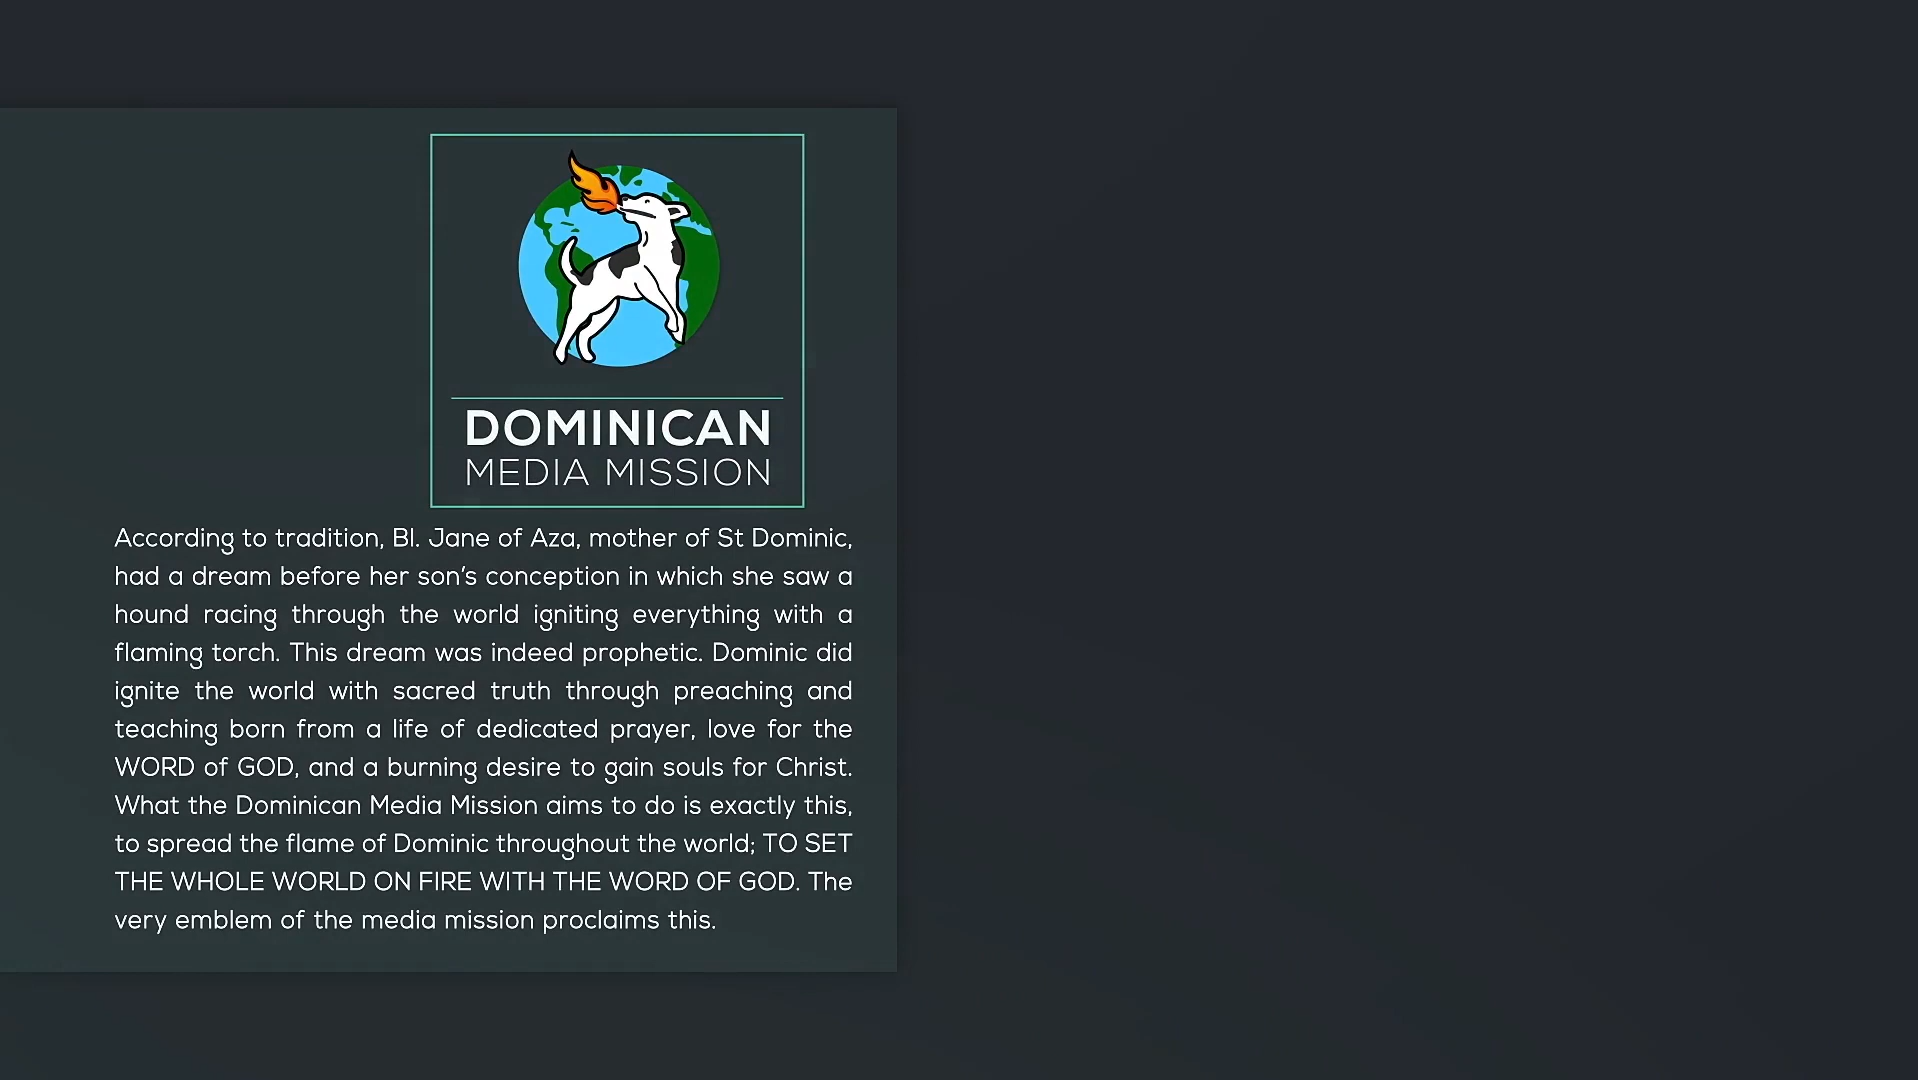 DOMINICAN
MEDIA MISSION
According to tradition, Bl. Jane of Aza, mother of St Dominic,
had a dream before her son’s conception in which she saw a
hound racing through the world igniting everything with a
flaming torch. This dream was indeed prophetic. Dominic did
ignite the world with sacred truth through preaching and
teaching born from a life of dedicated prayer, love for the
WORD of GOD, and a burning desire to gain souls for Christ.
What the Dominican Media Mission aims to do is exactly this,
to spread the flame of Dominic throughout the world; TO SET
THE WHOLE WORLD ON FIRE WITH THE WORD OF GOD. The
very emblem of the media mission proclaims this.